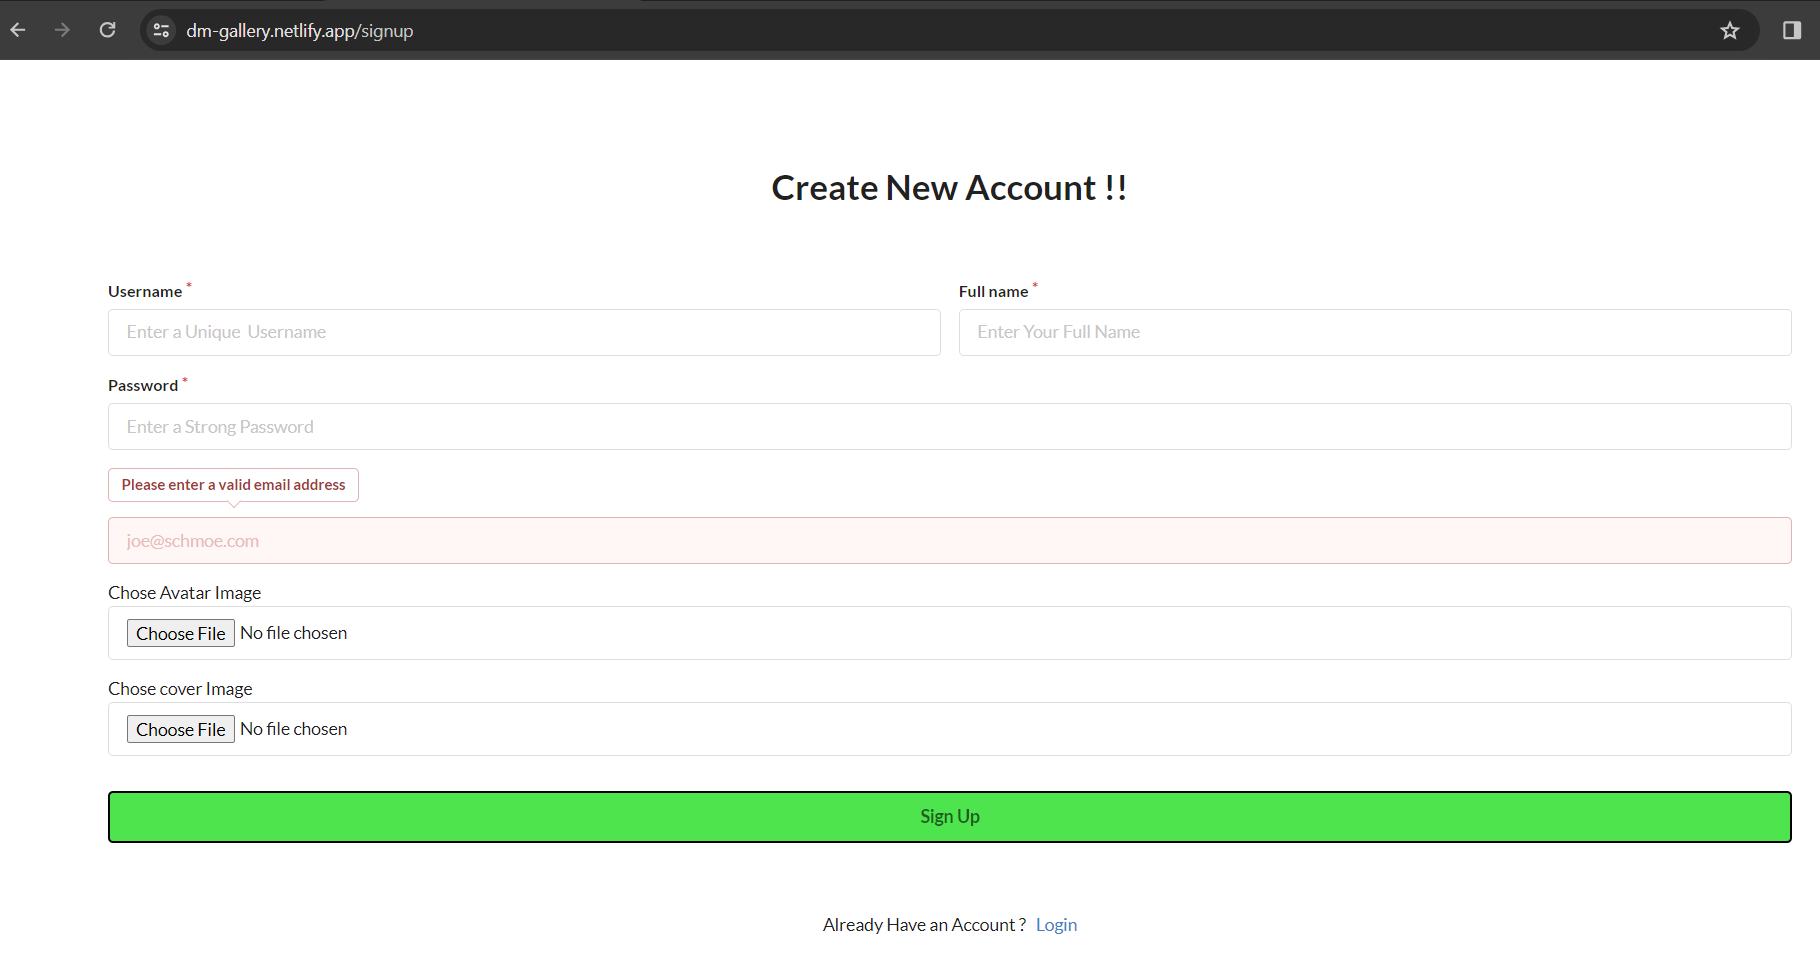 dm-gallery.netlify.app/signup
Create New Account !!
Username *
Full name *
Enter a Unique  Username
Enter Your Full Name
Password *
Enter a Strong Password
Please enter a valid email address
joe@schmoe.com
Chose Avatar Image
Choose File No file chosen
Chose cover Image
Choose File No file chosen
Sign Up
Already Have an Account ? Login